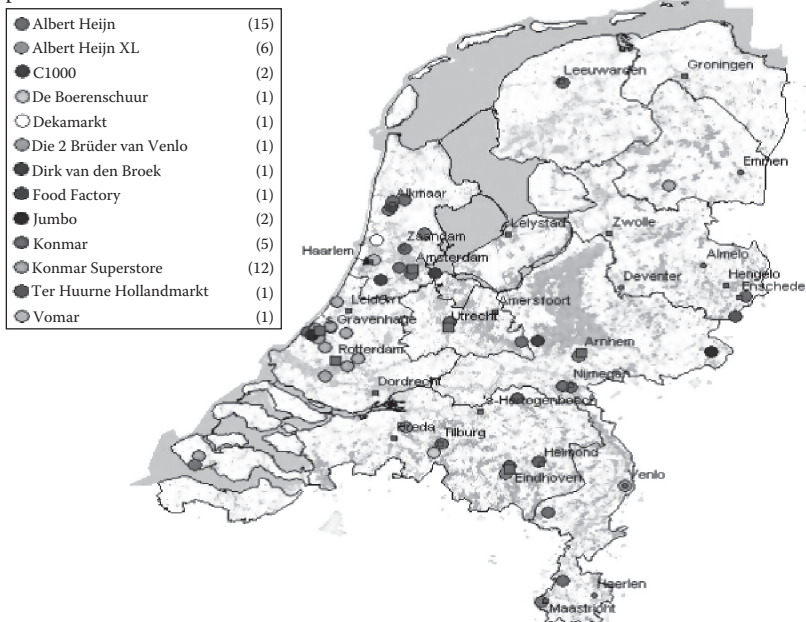 Albert Heijn (15)
Albert Heijn XL (6)
C1000 (2)
De Boerenschuur (1)
Dekamarkt (1)
Die 2 Brüder van Venlo (1)
Dirk van den Broek (1)
Food Factory (1)
Jumbo (2)
Konmar (5)
Konmar Superstore (12)
Ter Huurne Hollandmarkt (1)
Vomar (1)
Leeuwarden
Groningen
Emmen
Alkmaar
Lelystad
Zwolle
Zaandam
Haarlem
Amsterdam
Almelo
Hengelo
Deventer
Enschede
Leiden
Amersfoort
's Gravenhage
Utrecht
Arnhem
Rotterdam
Nijmegen
Dordrecht
's-Hertogenbosch
Breda
Tilburg
Helmond
Eindhoven
Venlo
Heerlen
Maastricht